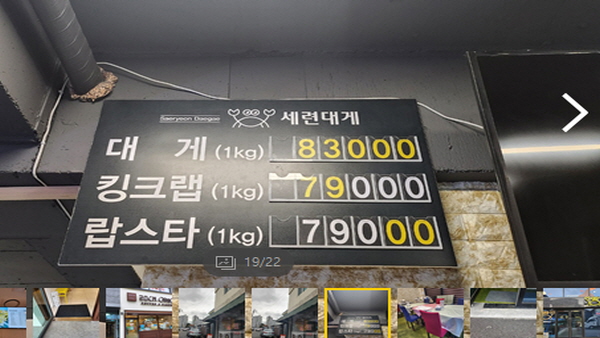 Saeryeon Daegae 세련대게
대 게 (1kg) 83000
킹크랩 (1kg) 79000
랍스타 (1kg) 79000
19/22